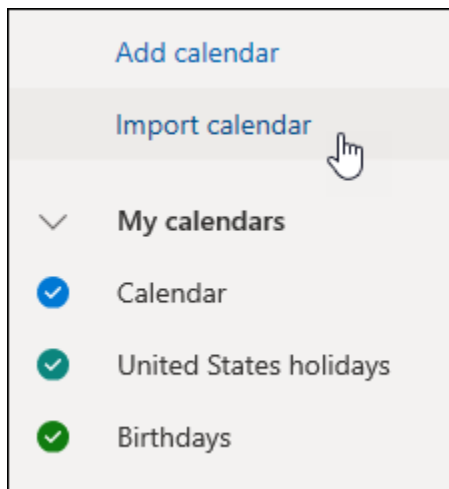 Add calendar
Import calendar
My calendars
Calendar
United States holidays
Birthdays